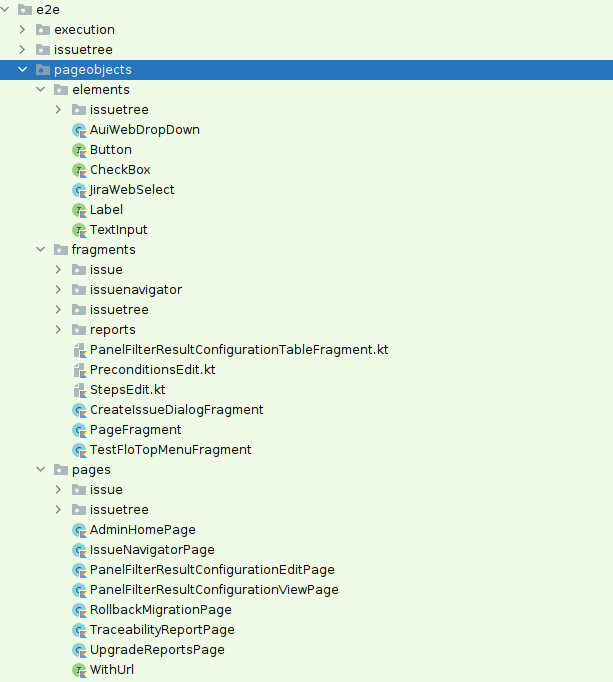 e2e
execution
issuetree
pageobjects
elements
issuetree
AuiWebDropDown
Button
CheckBox
JiraWebSelect
Label
TextInput
fragments
issue
issuenavigator
issuetree
reports
PanelFilterResultConfigurationTableFragment.kt
PreconditionsEdit.kt
StepsEdit.kt
CreateIssueDialogFragment
PageFragment
TestFloTopMenuFragment
pages
issue
issuetree
AdminHomePage
IssueNavigatorPage
PanelFilterResultConfigurationEditPage
PanelFilterResultConfigurationViewPage
RollbackMigrationPage
TraceabilityReportPage
UpgradeReportsPage
WithUrl